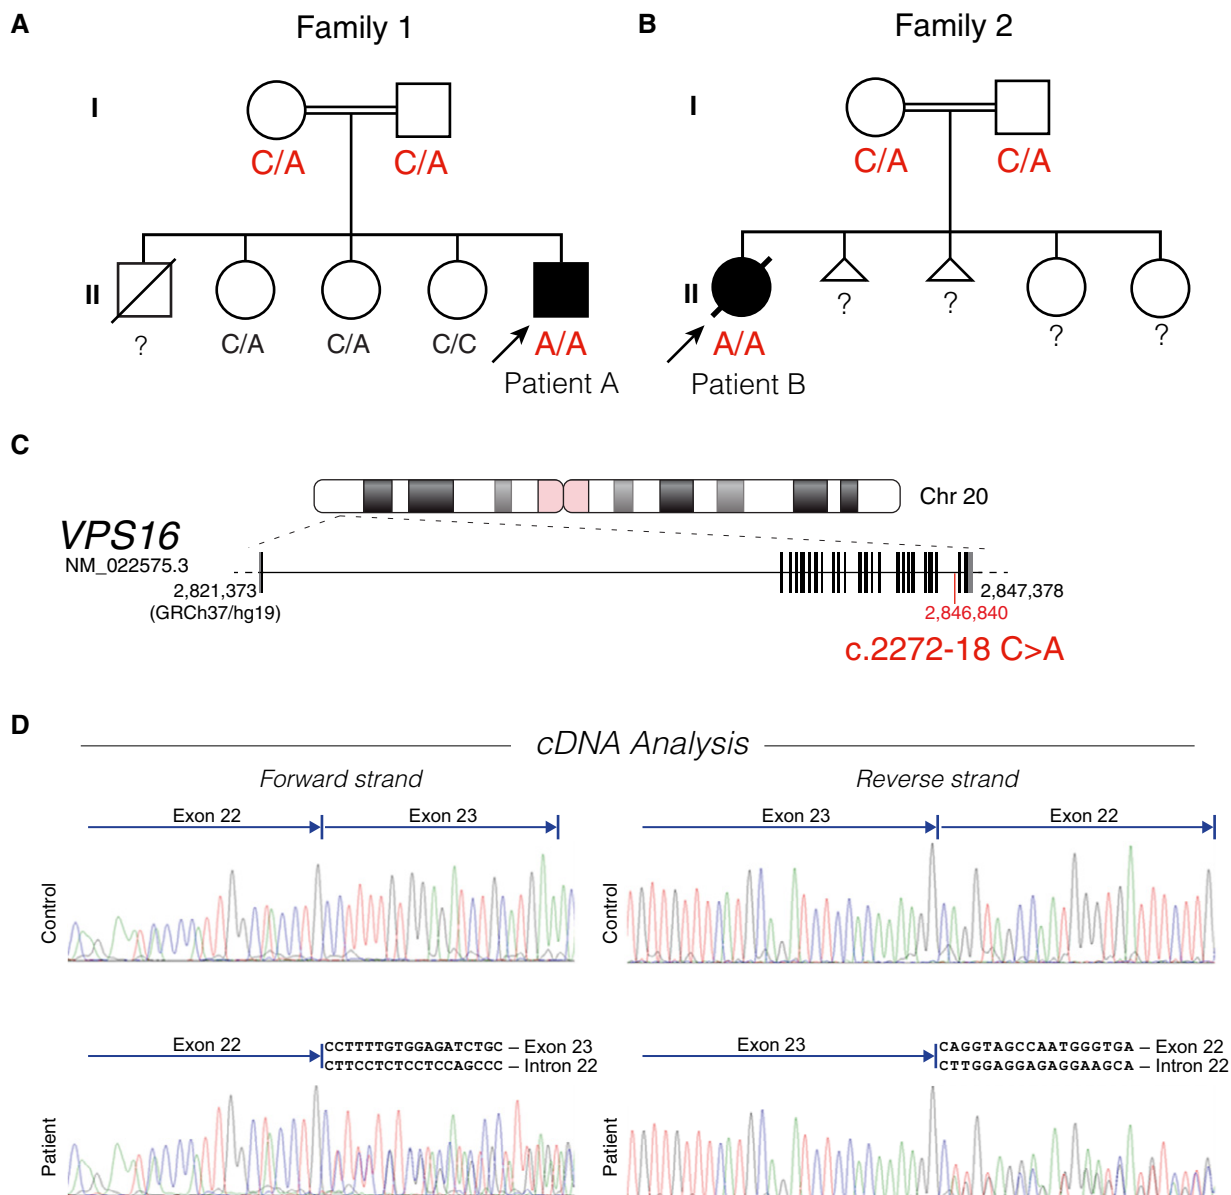 A
Family 1
B
Family 2
I
C/A
C/A
I
C/A
C/A
II
?
C/A
C/A
C/C
A/A
Patient A
II
A/A
Patient B
?
?
?
?
C
Chr 20
VPS16
NM_022575.3
2,821,373
(GRCh37/hg19)
2,847,378
2,846,840
c.2272-18 C>A
D
cDNA Analysis
Forward strand
Reverse strand
Exon 22
Exon 23
Exon 23
Exon 22
Control
Control
Exon 22
CCTTTTGTGGAGATCTGC – Exon 23
CTTCCTCTCCTCCAGCCC – Intron 22
Exon 23
CAGGTAGCCAATGGGTGA – Exon 22
CTTGGAGGAGAGGAAGCA – Intron 22
Patient
Patient